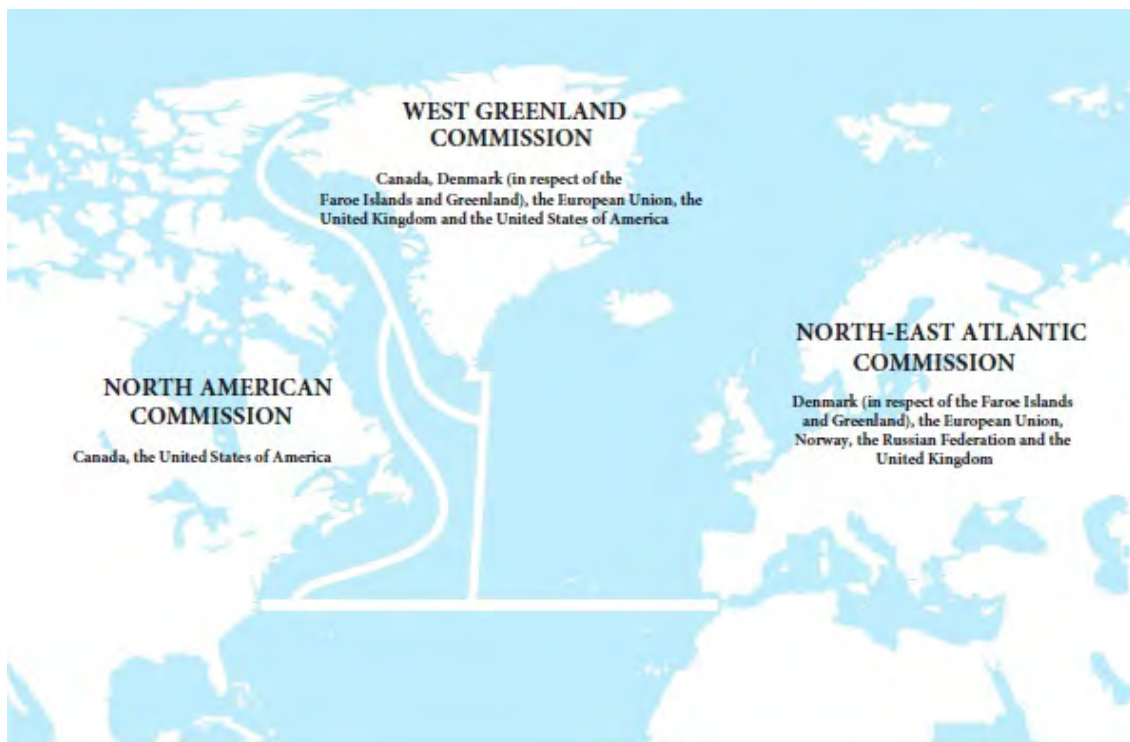 WEST GREENLAND
COMMISSION
Canada, Denmark (in respect of the
Faroe Islands and Greenland), the European Union, the
United Kingdom and the United States of America
NORTH-EAST ATLANTIC
COMMISSION
Denmark (in respect of the Faroe Islands
and Greenland), the European Union,
Norway, the Russian Federation and the
United Kingdom
NORTH AMERICAN
COMMISSION
Canada, the United States of America